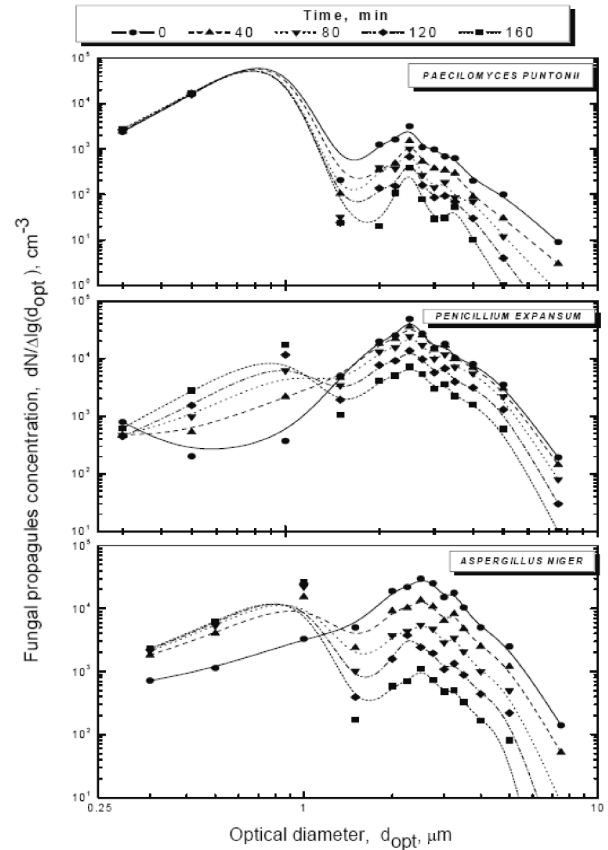 Time, min
0 40 80 120 160
PAECILOMYCES PUNTONII
10^5
10^4
10^3
10^2
10^1
10^0
PENICILLIUM EXPANSUM
10^5
10^4
10^3
10^2
10^1
ASPERGILLUS NIGER
10^5
10^4
10^3
10^2
10^1
0.25 1 10
Fungal propagules concentration, dN/Δlg(d_opt), cm^-3
Optical diameter, d_opt, μm